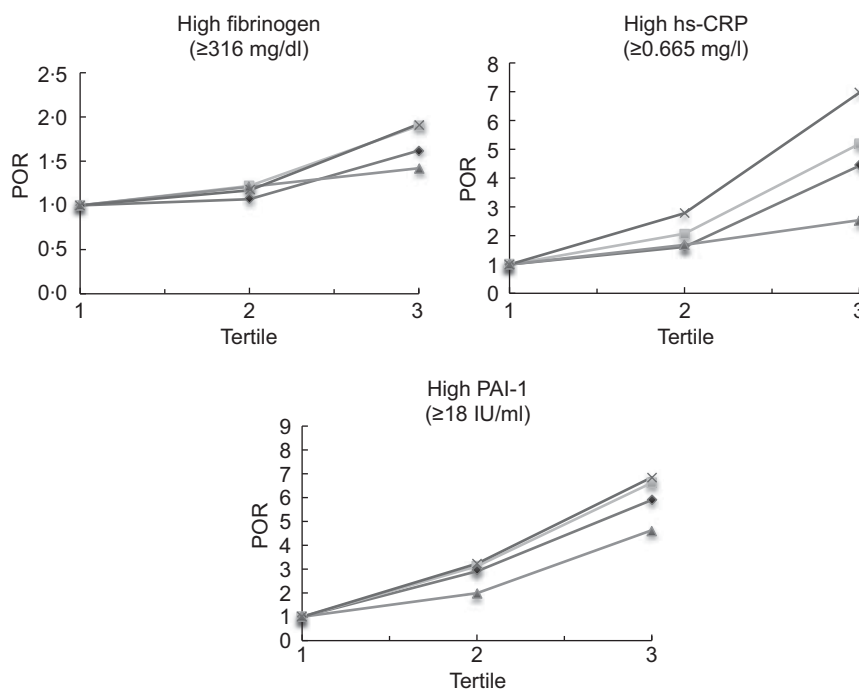 High fibrinogen
(≥316 mg/dl)
2·5
2·0
1·5
1·0
0·5
0·0
POR
1 2 3
Tertile
High hs-CRP
(≥0.665 mg/l)
8
7
6
5
4
3
2
1
0
POR
1 2 3
Tertile
High PAI-1
(≥18 IU/ml)
9
8
7
6
5
4
3
2
1
0
POR
1 2 3
Tertile